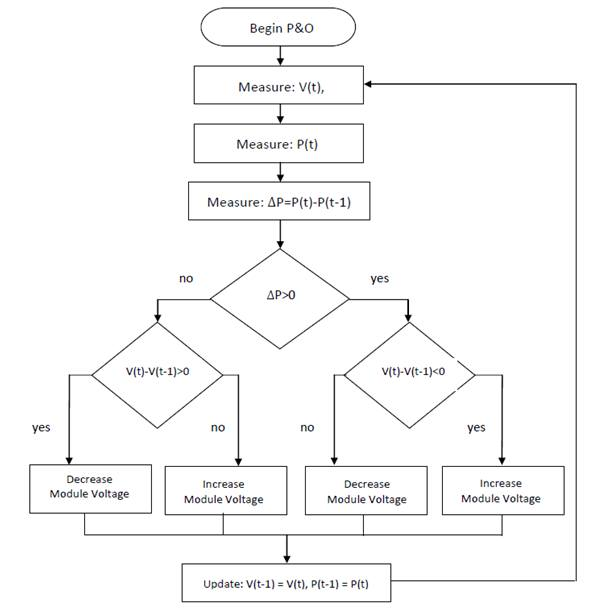 Begin P&O
Measure: V(t),
Measure: P(t)
Measure: ΔP=P(t)-P(t-1)
no
yes
ΔP>0
V(t)-V(t-1)>0
V(t)-V(t-1)<0
yes
no
no
yes
Decrease
Module Voltage
Increase
Module Voltage
Decrease
Module Voltage
Increase
Module Voltage
Update: V(t-1) = V(t), P(t-1) = P(t)